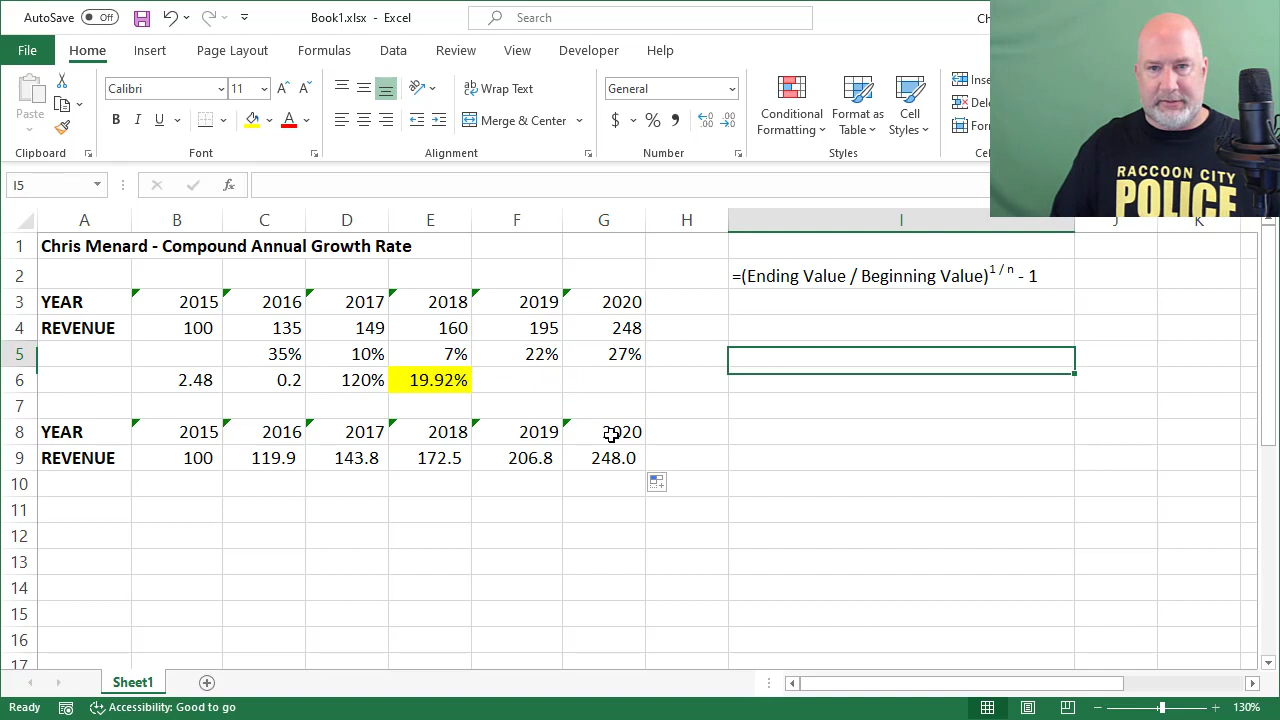 AutoSave Off Book1.xlsx - Excel Search Ch
File Home Insert Page Layout Formulas Data Review View Developer Help
Paste Calibri 11 Wrap Text General Conditional Formatting Format as Table Cell Styles Inse
B I U Merge & Center $ % Dele
Form
Clipboard Font Alignment Number Styles Cel
RACCOON CITY
POLICE
I5 fx
A B C D E F G H I J K
1 Chris Menard - Compound Annual Growth Rate
2 =(Ending Value / Beginning Value)1 / n - 1
3 YEAR 2015 2016 2017 2018 2019 2020
4 REVENUE 100 135 149 160 195 248
5 35% 10% 7% 22% 27%
6 2.48 0.2 120% 19.92%
7
8 YEAR 2015 2016 2017 2018 2019 2020
9 REVENUE 100 119.9 143.8 172.5 206.8 248.0
10
11
12
13
14
15
16
17
Sheet1
Ready Accessibility: Good to go 130%